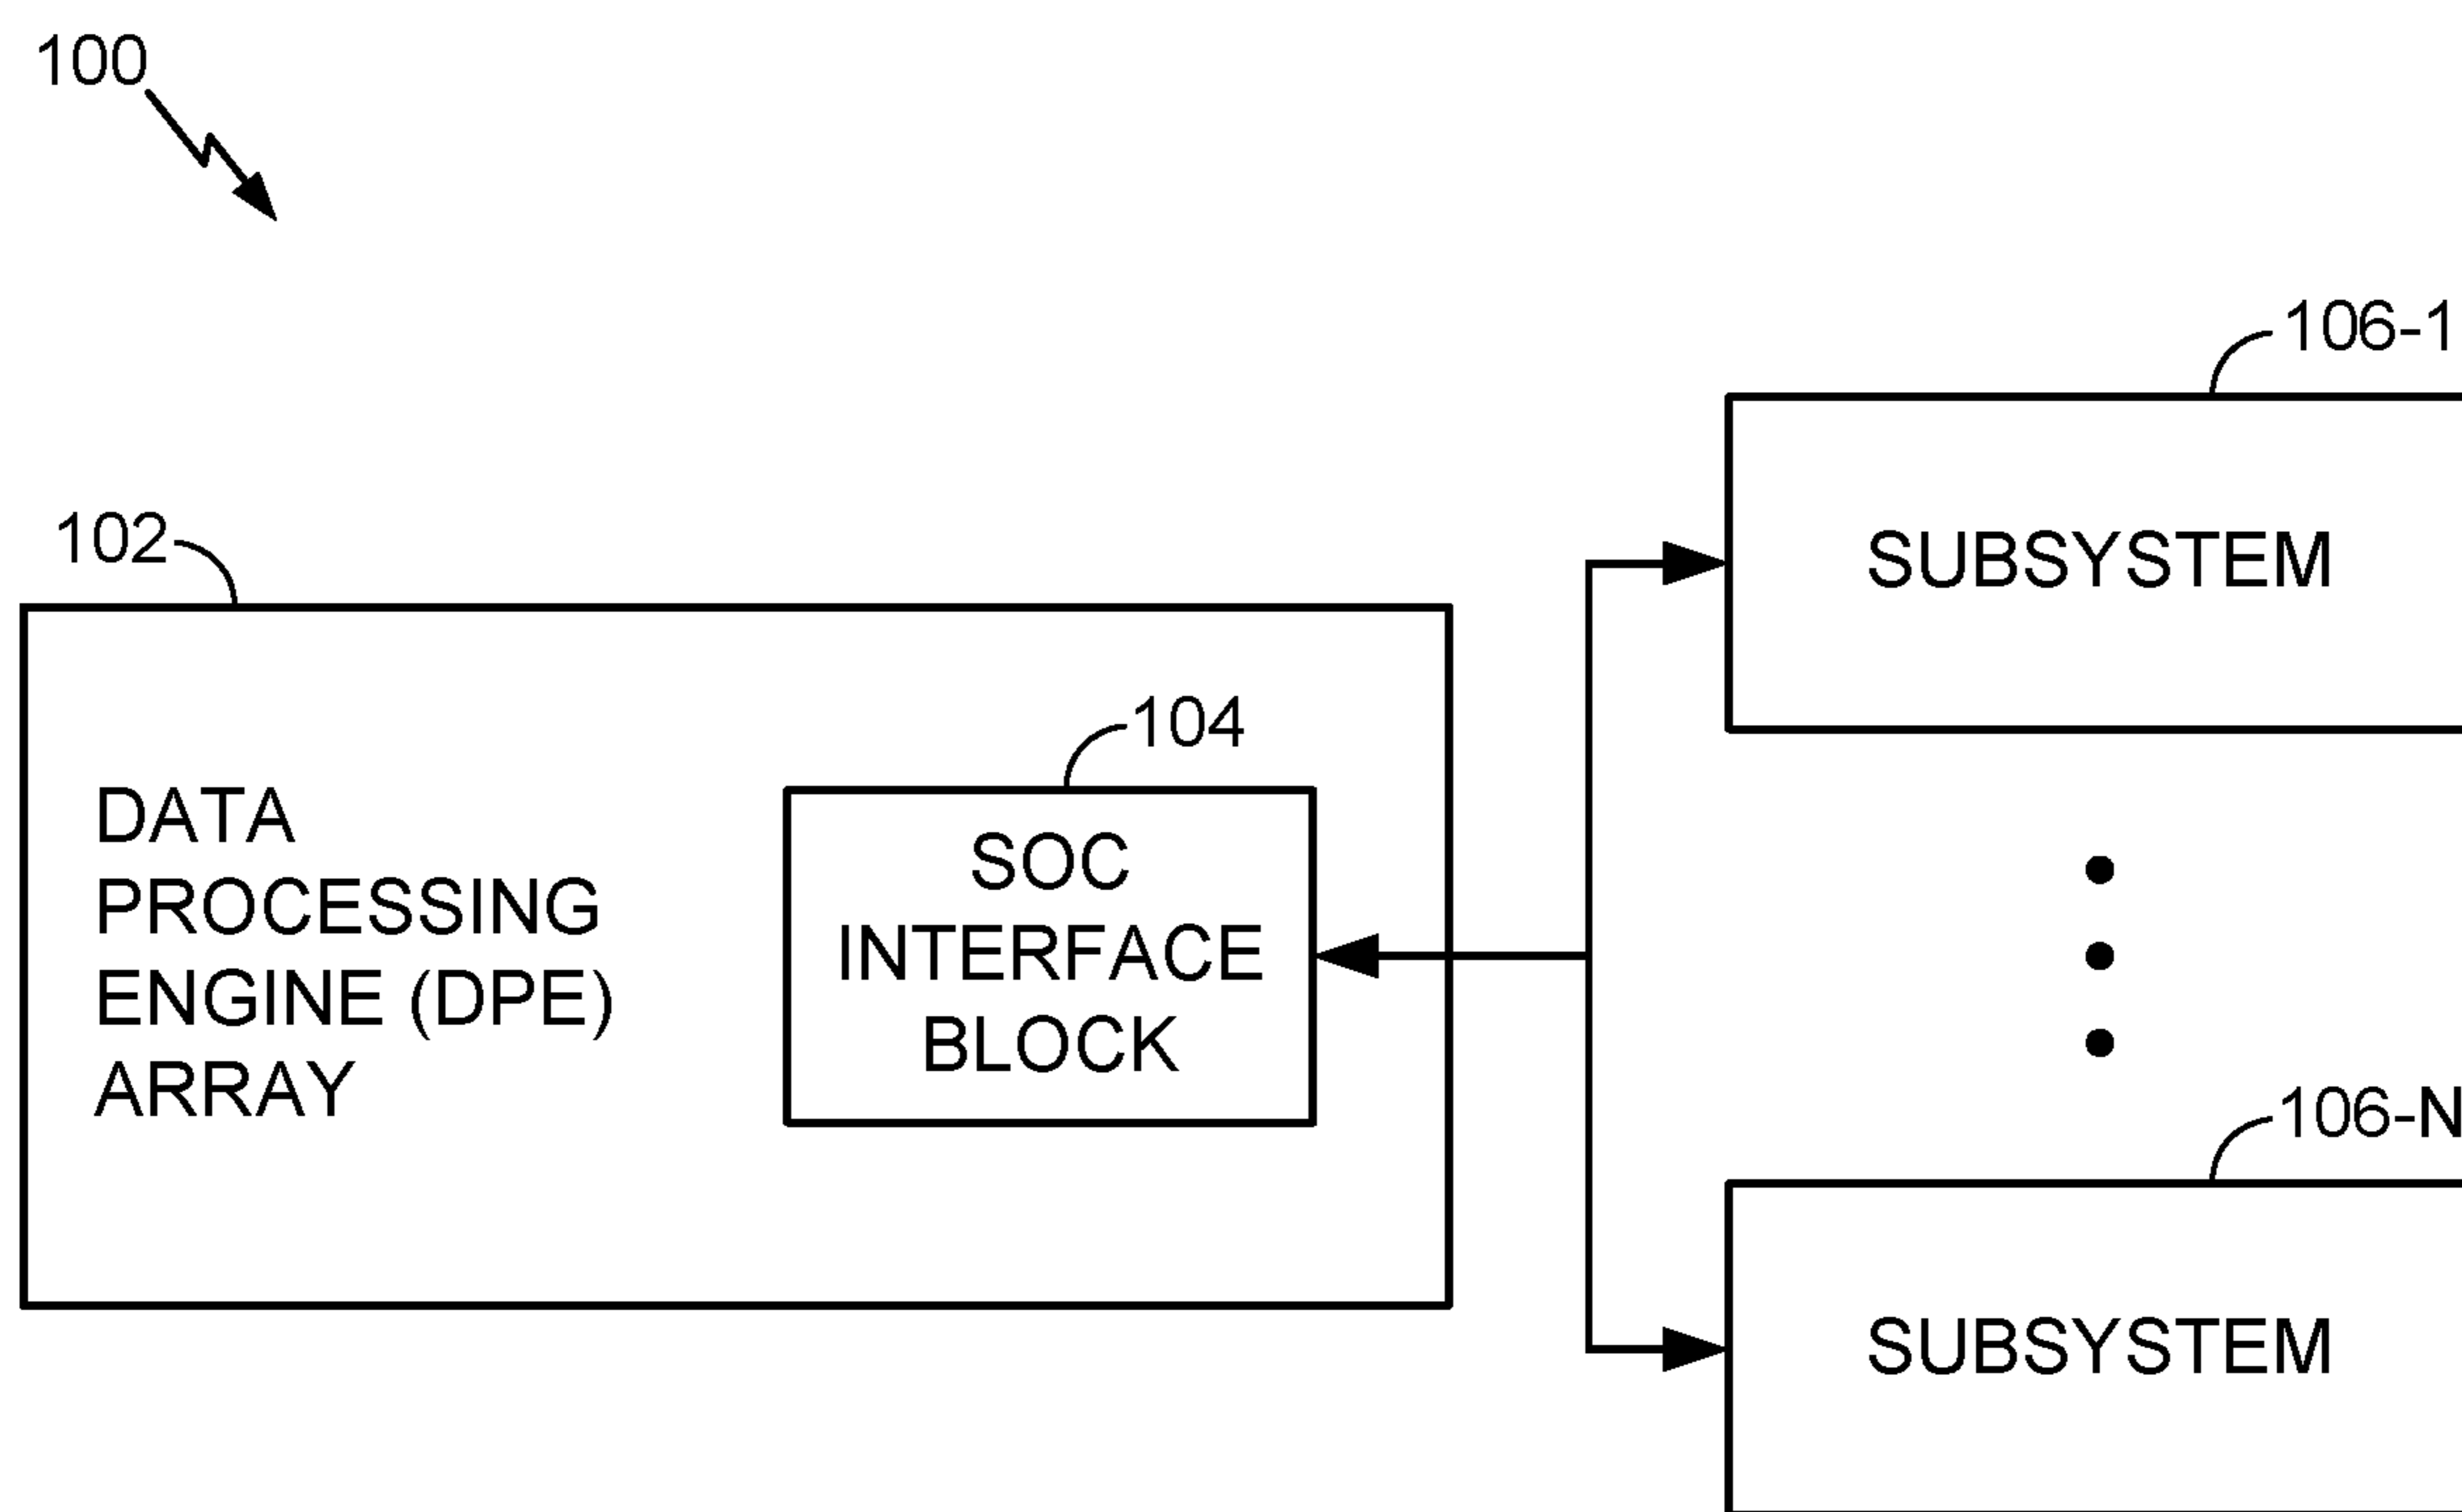 100
106-1
SUBSYSTEM
102
104
DATA
PROCESSING
ENGINE (DPE)
ARRAY
SOC
INTERFACE
BLOCK
106-N
SUBSYSTEM